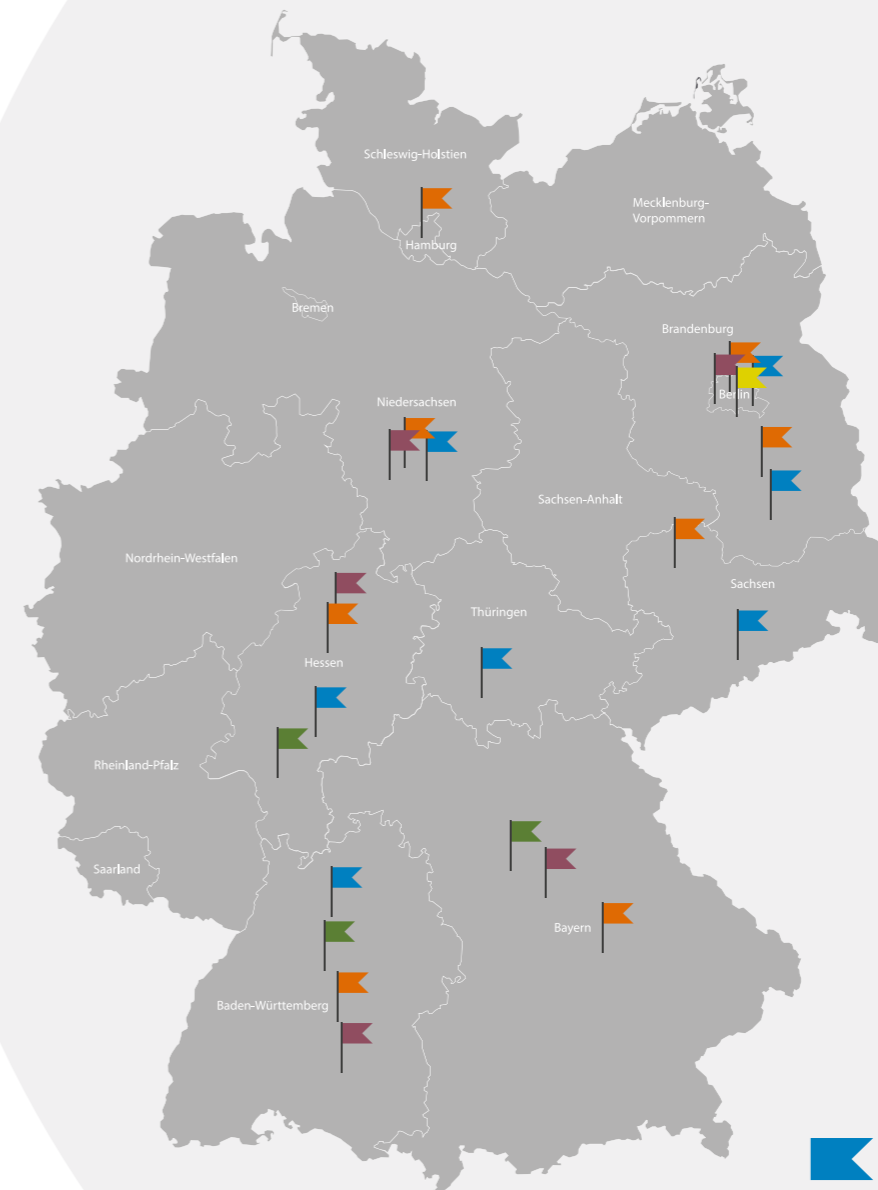 Schleswig-Holstien
Mecklenburg-
Vorpommern
Hamburg
Bremen
Brandenburg
Berlin
Niedersachsen
Sachsen-Anhalt
Nordrhein-Westfalen
Sachsen
Thüringen
Hessen
Rheinland-Pfalz
Saarland
Bayern
Baden-Württemberg